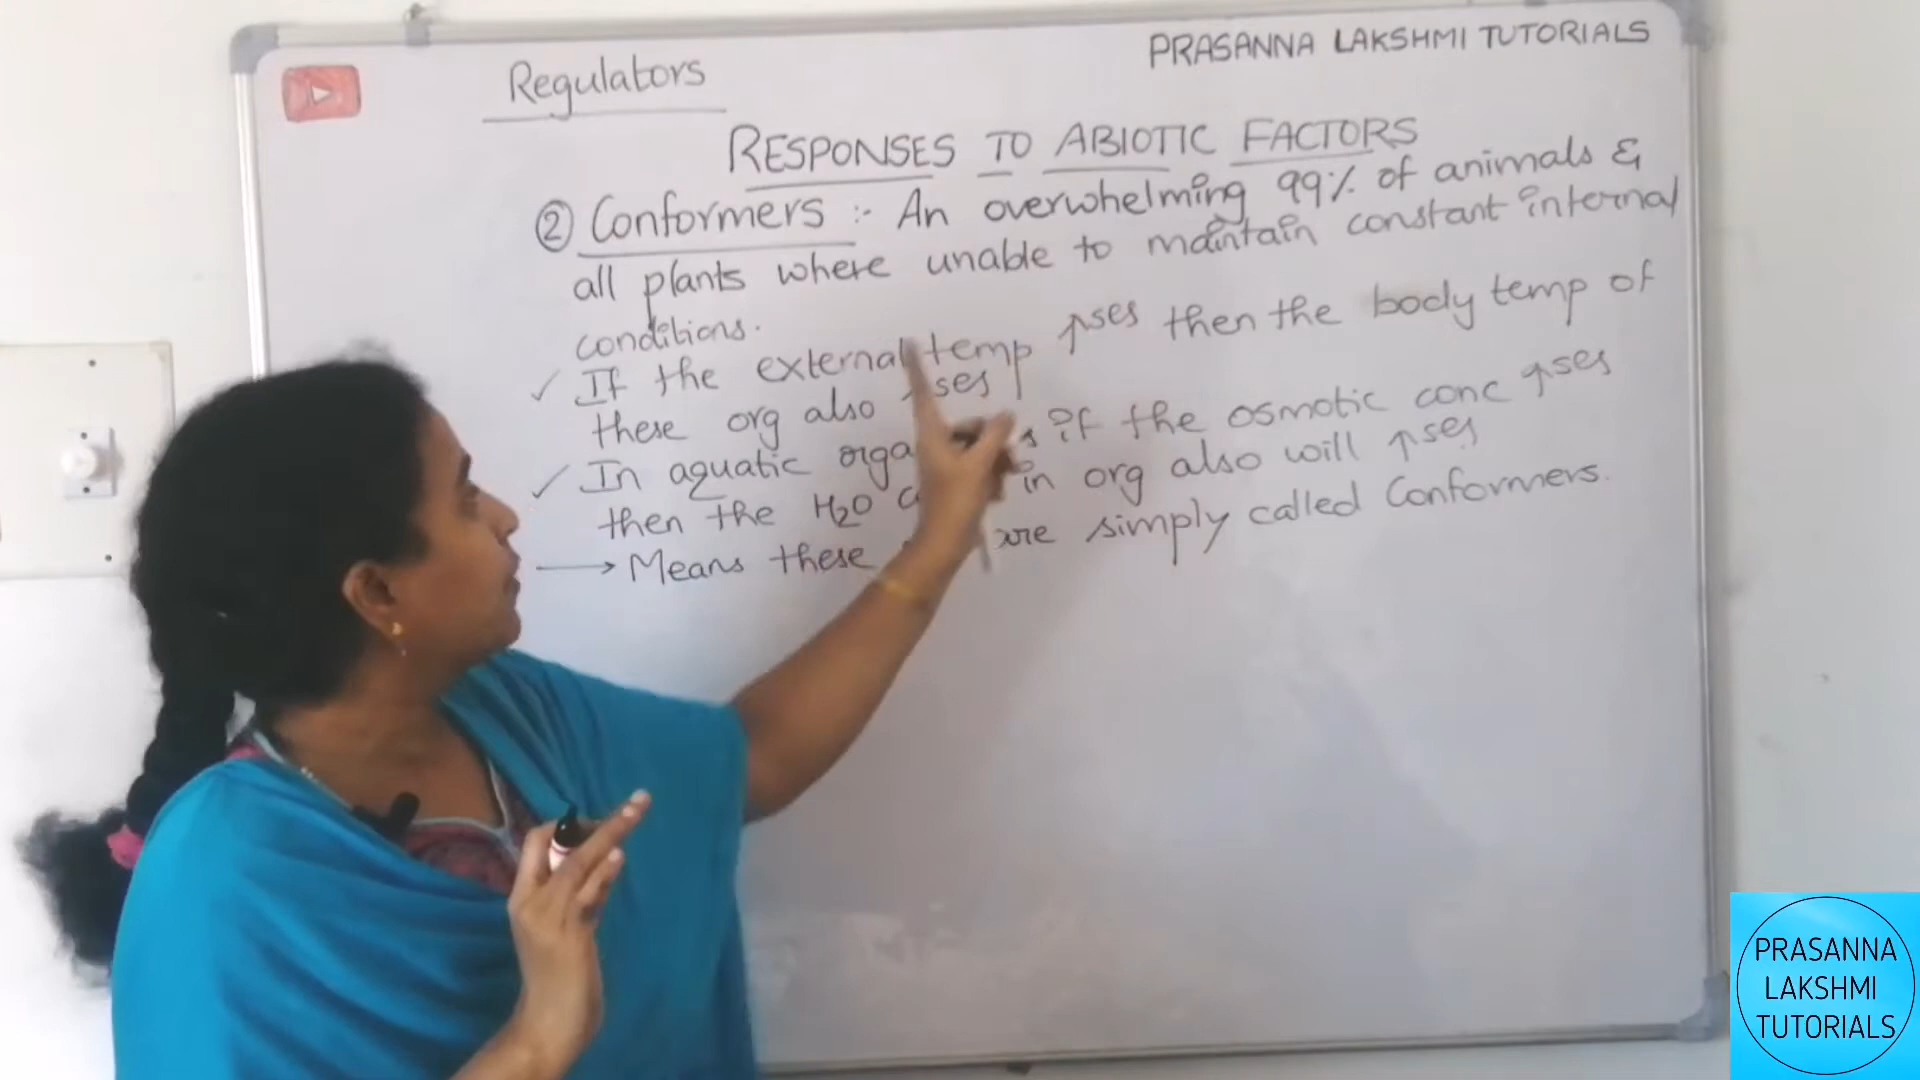 PRASANNA LAKSHMI TUTORIALS
Regulators
RESPONSES TO ABIOTIC FACTORS
② Conformers :- An overwhelming 99% of animals &
all plants where unable to maintain constant internal
conditions.
✓ If the external temp ↑ses then the body temp of
these org also ses
✓ In aquatic if the osmotic conc ↑ses
then the H2O in org also will ↑ses
→ Means these are simply called Conformers.
PRASANNA
LAKSHMI
TUTORIALS